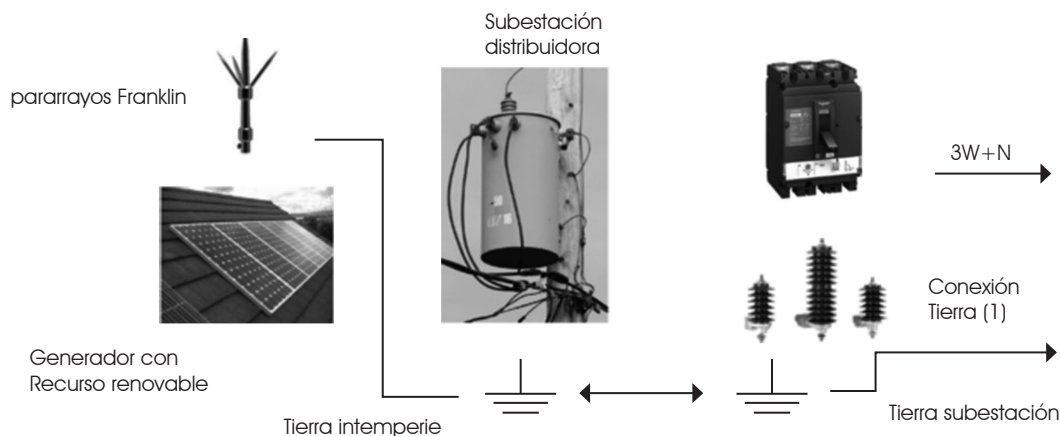 Subestación
distribuidora
pararrayos Franklin
3W+N
Conexión
Tierra (1)
Generador con
Recurso renovable
Tierra intemperie
Tierra subestación